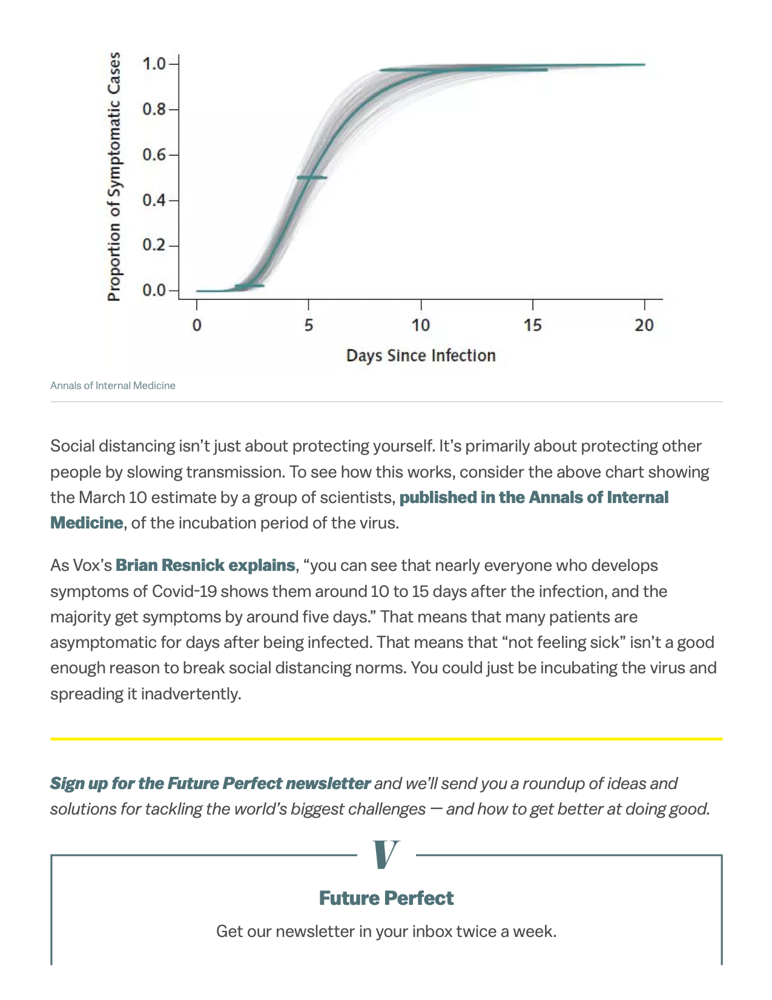 Proportion of Symptomatic Cases
1.0
0.8
0.6
0.4
0.2
0.0
0 5 10 15 20
Days Since Infection
Annals of Internal Medicine
Social distancing isn’t just about protecting yourself. It’s primarily about protecting other
people by slowing transmission. To see how this works, consider the above chart showing
the March 10 estimate by a group of scientists, published in the Annals of Internal
Medicine, of the incubation period of the virus.
As Vox’s Brian Resnick explains, “you can see that nearly everyone who develops
symptoms of Covid-19 shows them around 10 to 15 days after the infection, and the
majority get symptoms by around five days.” That means that many patients are
asymptomatic for days after being infected. That means that “not feeling sick” isn’t a good
enough reason to break social distancing norms. You could just be incubating the virus and
spreading it inadvertently.
Sign up for the Future Perfect newsletter and we’ll send you a roundup of ideas and
solutions for tackling the world’s biggest challenges — and how to get better at doing good.
V
Future Perfect
Get our newsletter in your inbox twice a week.